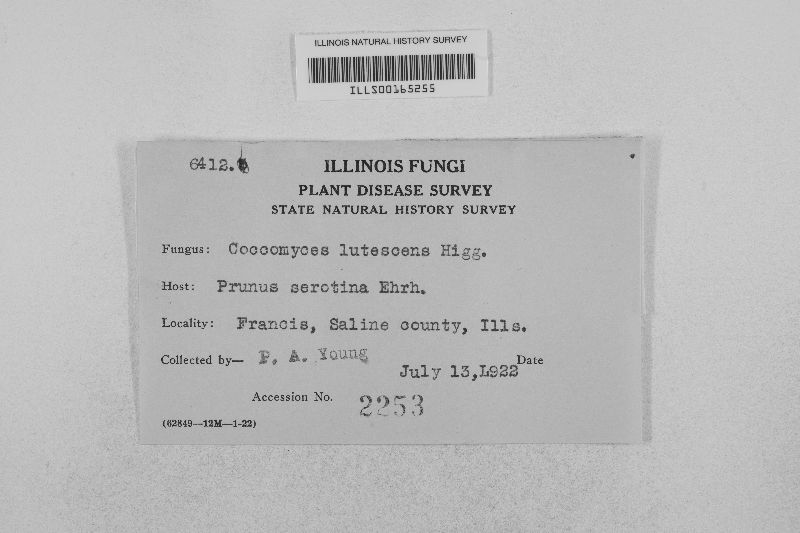 ILLINOIS NATURAL HISTORY SURVEY
ILLS00165255
6412.
ILLINOIS FUNGI
PLANT DISEASE SURVEY
STATE NATURAL HISTORY SURVEY
Fungus: Coccomyces lutescens Higg.
Host: Prunus serotina Ehrh.
Locality: Francis, Saline county, Ills.
Collected by— P. A. Young
July 13,L922 Date
Accession No. 2253
(62849—12M—1-22)